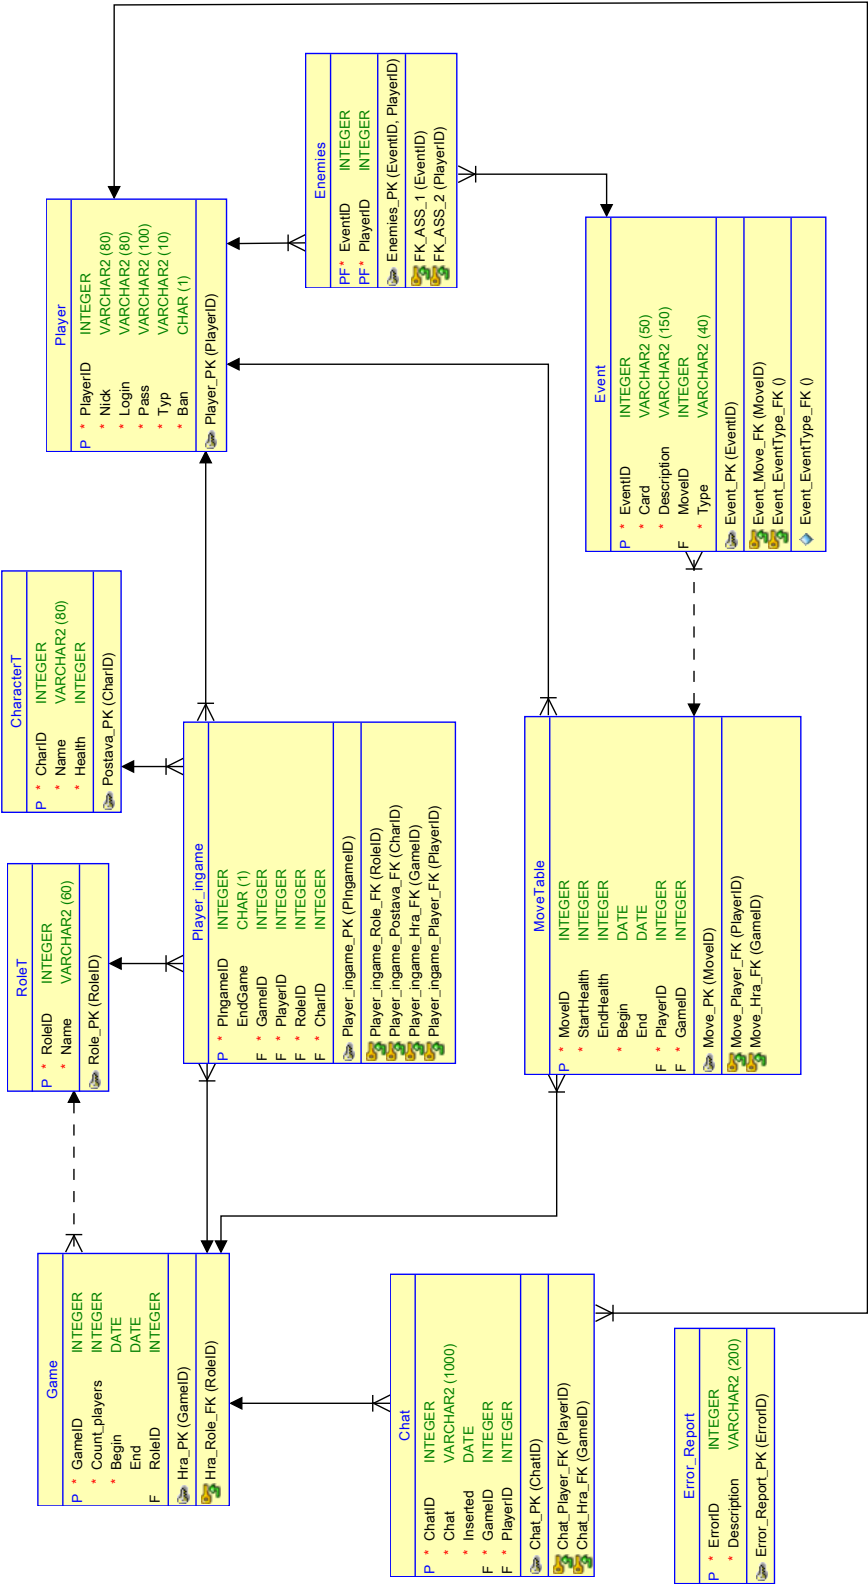 Game
P * GameID INTEGER
* Count_players INTEGER
* Begin DATE
End DATE
F RoleID INTEGER
Hra_PK (GameID)
Hra_Role_FK (RoleID)
RoleT
P * RoleID INTEGER
* Name VARCHAR2 (60)
Role_PK (RoleID)
CharacterT
P * CharID INTEGER
* Name VARCHAR2 (80)
* Health INTEGER
Postava_PK (CharID)
Player
P * PlayerID INTEGER
* Nick VARCHAR2 (80)
* Login VARCHAR2 (80)
* Pass VARCHAR2 (100)
* Typ VARCHAR2 (10)
* Ban CHAR (1)
Player_PK (PlayerID)
Player_ingame
P * PIngameID INTEGER
EndGame CHAR (1)
F * GameID INTEGER
F * PlayerID INTEGER
F * RoleID INTEGER
F * CharID INTEGER
Player_ingame_PK (PIngameID)
Player_ingame_Role_FK (RoleID)
Player_ingame_Postava_FK (CharID)
Player_ingame_Hra_FK (GameID)
Player_ingame_Player_FK (PlayerID)
Enemies
PF* EventID INTEGER
PF* PlayerID INTEGER
Enemies_PK (EventID, PlayerID)
FK_ASS_1 (EventID)
FK_ASS_2 (PlayerID)
Chat
P * ChatID INTEGER
* Chat VARCHAR2 (1000)
* Inserted DATE
F * GameID INTEGER
F * PlayerID INTEGER
Chat_PK (ChatID)
Chat_Player_FK (PlayerID)
Chat_Hra_FK (GameID)
MoveTable
P * MoveID INTEGER
* StartHealth INTEGER
EndHealth INTEGER
* Begin DATE
End DATE
F * PlayerID INTEGER
F * GameID INTEGER
Move_PK (MoveID)
Move_Player_FK (PlayerID)
Move_Hra_FK (GameID)
Event
P * EventID INTEGER
* Card VARCHAR2 (50)
* Description VARCHAR2 (150)
F MoveID INTEGER
* Type VARCHAR2 (40)
Event_PK (EventID)
Event_Move_FK (MoveID)
Event_EventType_FK ()
Event_EventType_FK ()
Error_Report
P * ErrorID INTEGER
* Description VARCHAR2 (200)
Error_Report_PK (ErrorID)